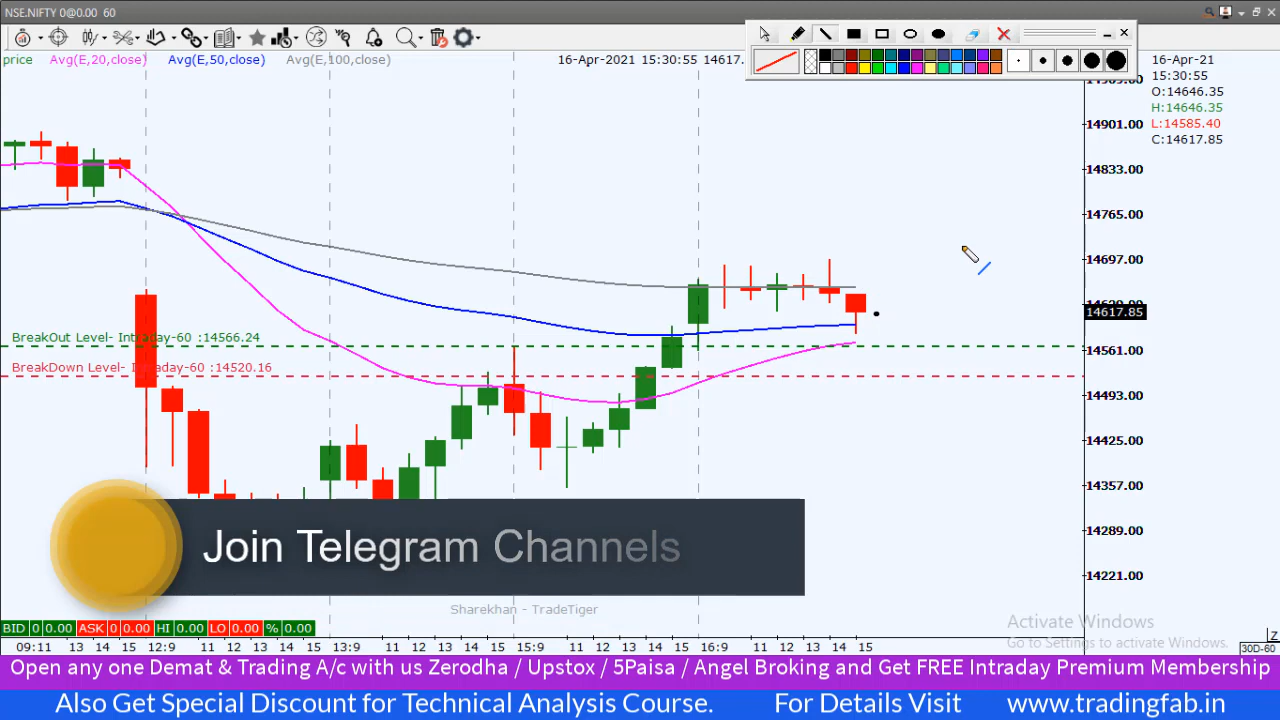 NSE.NIFTY 0@0.00 60
price Avg(E,20,close) Avg(E,50,close) Avg(E,100,close) 16-Apr-2021 15:30:55 14617.
16-Apr-21
15:30:55
O:14646.35
H:14646.35
L:14585.40
C:14617.85
14901.00
14833.00
14765.00
14697.00
14617.85
14561.00
14493.00
14425.00
14357.00
14289.00
14221.00
BreakOut Level- Intraday-60 :14566.24
BreakDown Level- Intraday-60 :14520.16
Join Telegram Channels
Sharekhan - TradeTiger
Activate Windows
Go to Settings to activate Windows.
BID 0 0.00 ASK 0 0.00 HI 0.00 LO 0.00 % 0.00
09:11 13 14 15 12:9 11 12 13 14 15 13:9 11 12 13 14 15 15:9 11 12 13 14 15 16:9 11 12 13 14 15
Z
30D-60
Open any one Demat & Trading A/c with us Zerodha / Upstox / 5Paisa / Angel Broking and Get FREE Intraday Premium Membership
Also Get Special Discount for Technical Analysis Course. For Details Visit www.tradingfab.in